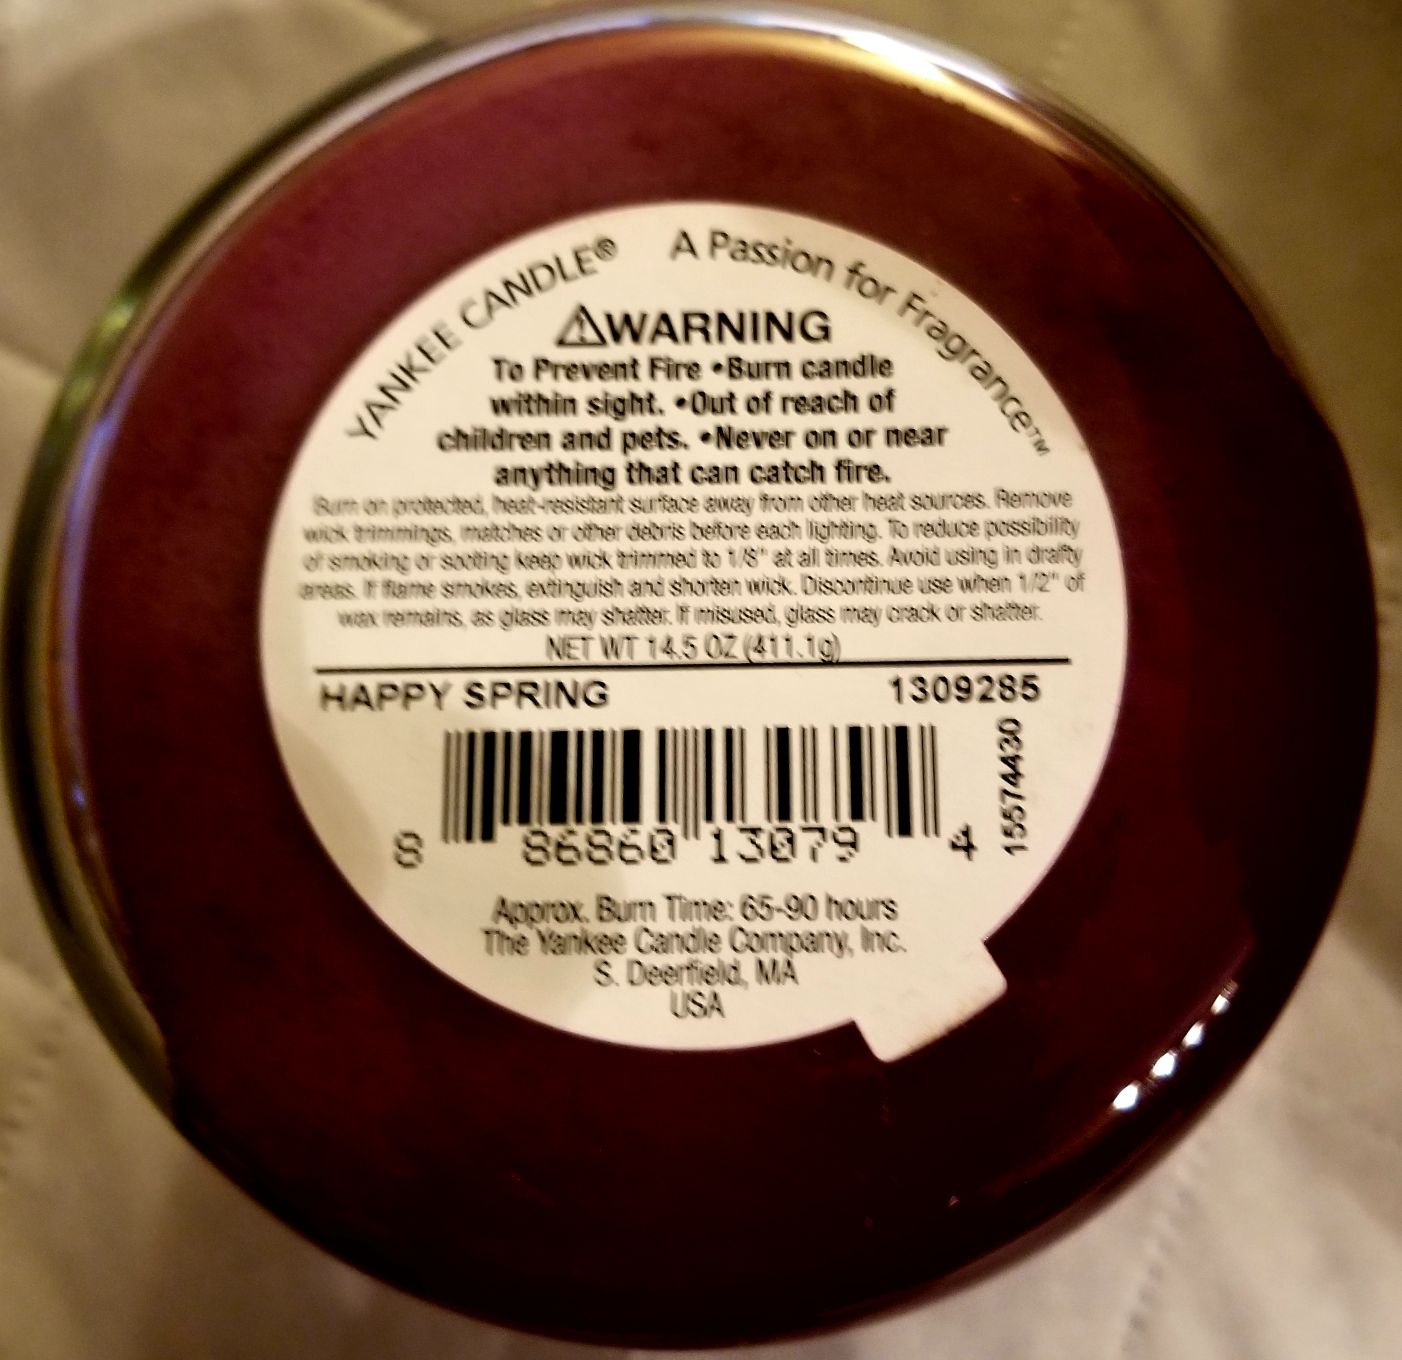 YANKEE CANDLE® A Passion for Fragrance™
⚠WARNING
To Prevent Fire •Burn candle
within sight. •Out of reach of
children and pets. •Never on or near
anything that can catch fire.
Burn on protected, heat-resistant surface away from other heat sources. Remove
wick trimmings, matches or other debris before each lighting. To reduce possibility
of smoking or sooting keep wick trimmed to 1/8" at all times. Avoid using in drafty
areas. If flame smokes, extinguish and shorten wick. Discontinue use when 1/2" of
wax remains, as glass may shatter. If misused, glass may crack or shatter.
NET WT 14.5 OZ (411.1g)
HAPPY SPRING 1309285
15574430
8 86860 13079 4
Approx. Burn Time: 65-90 hours
The Yankee Candle Company, Inc.
S. Deerfield, MA
USA